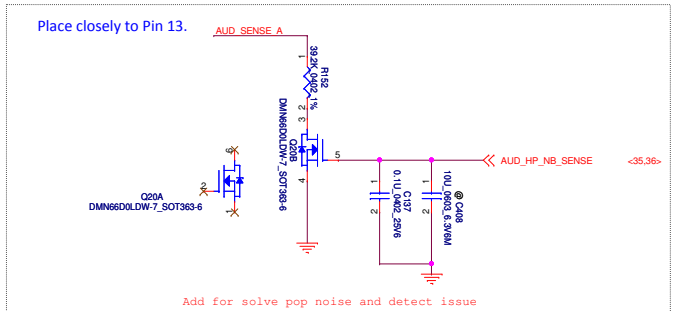 Place closely to Pin 13.
AUD_SENSE_A
1
R152
39.2K_0402_1%
2
3
Q20B
DMN66D0LDW-7_SOT363-6
5
4
AUD_HP_NB_SENSE
<35,36>
6
2
1
Q20A
DMN66D0LDW-7_SOT363-6
1
C137
0.1U_0402_25V6
2
1
@ C408
10U_0603_6.3V6M
2
Add for solve pop noise and detect issue